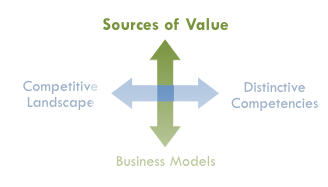 Sources of Value
Competitive
Landscape
Distinctive
Competencies
Business Models